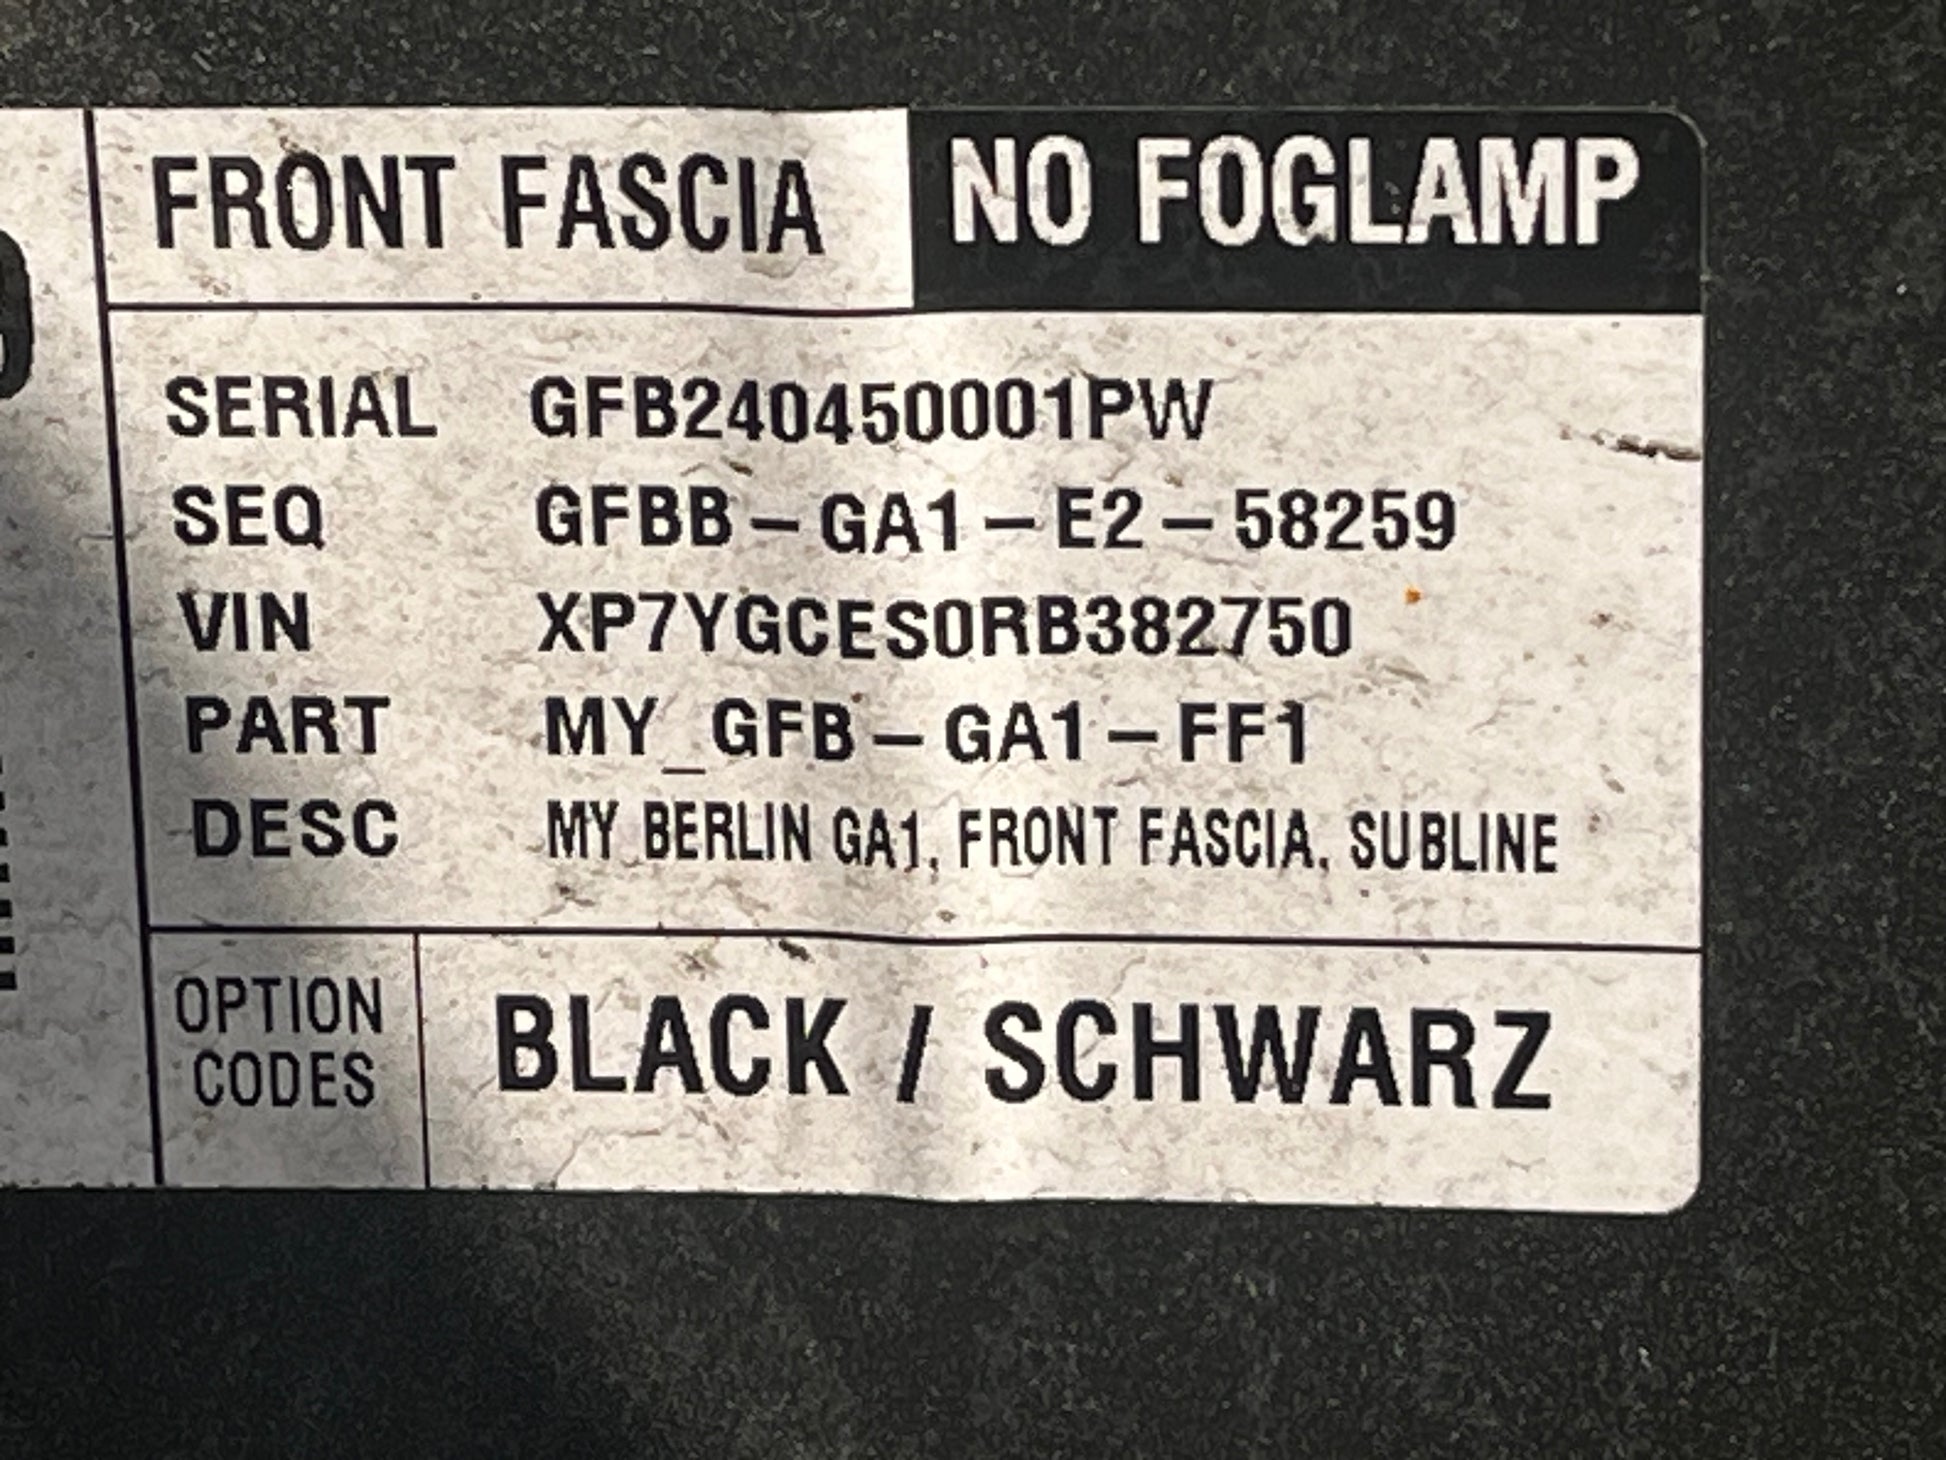 FRONT FASCIA NO FOGLAMP
SERIAL GFB240450001PW
SEQ GFBB-GA1-E2-58259
VIN XP7YGCES0RB382750
PART MY_GFB-GA1-FF1
DESC MY BERLIN GA1, FRONT FASCIA, SUBLINE
OPTION CODES BLACK / SCHWARZ